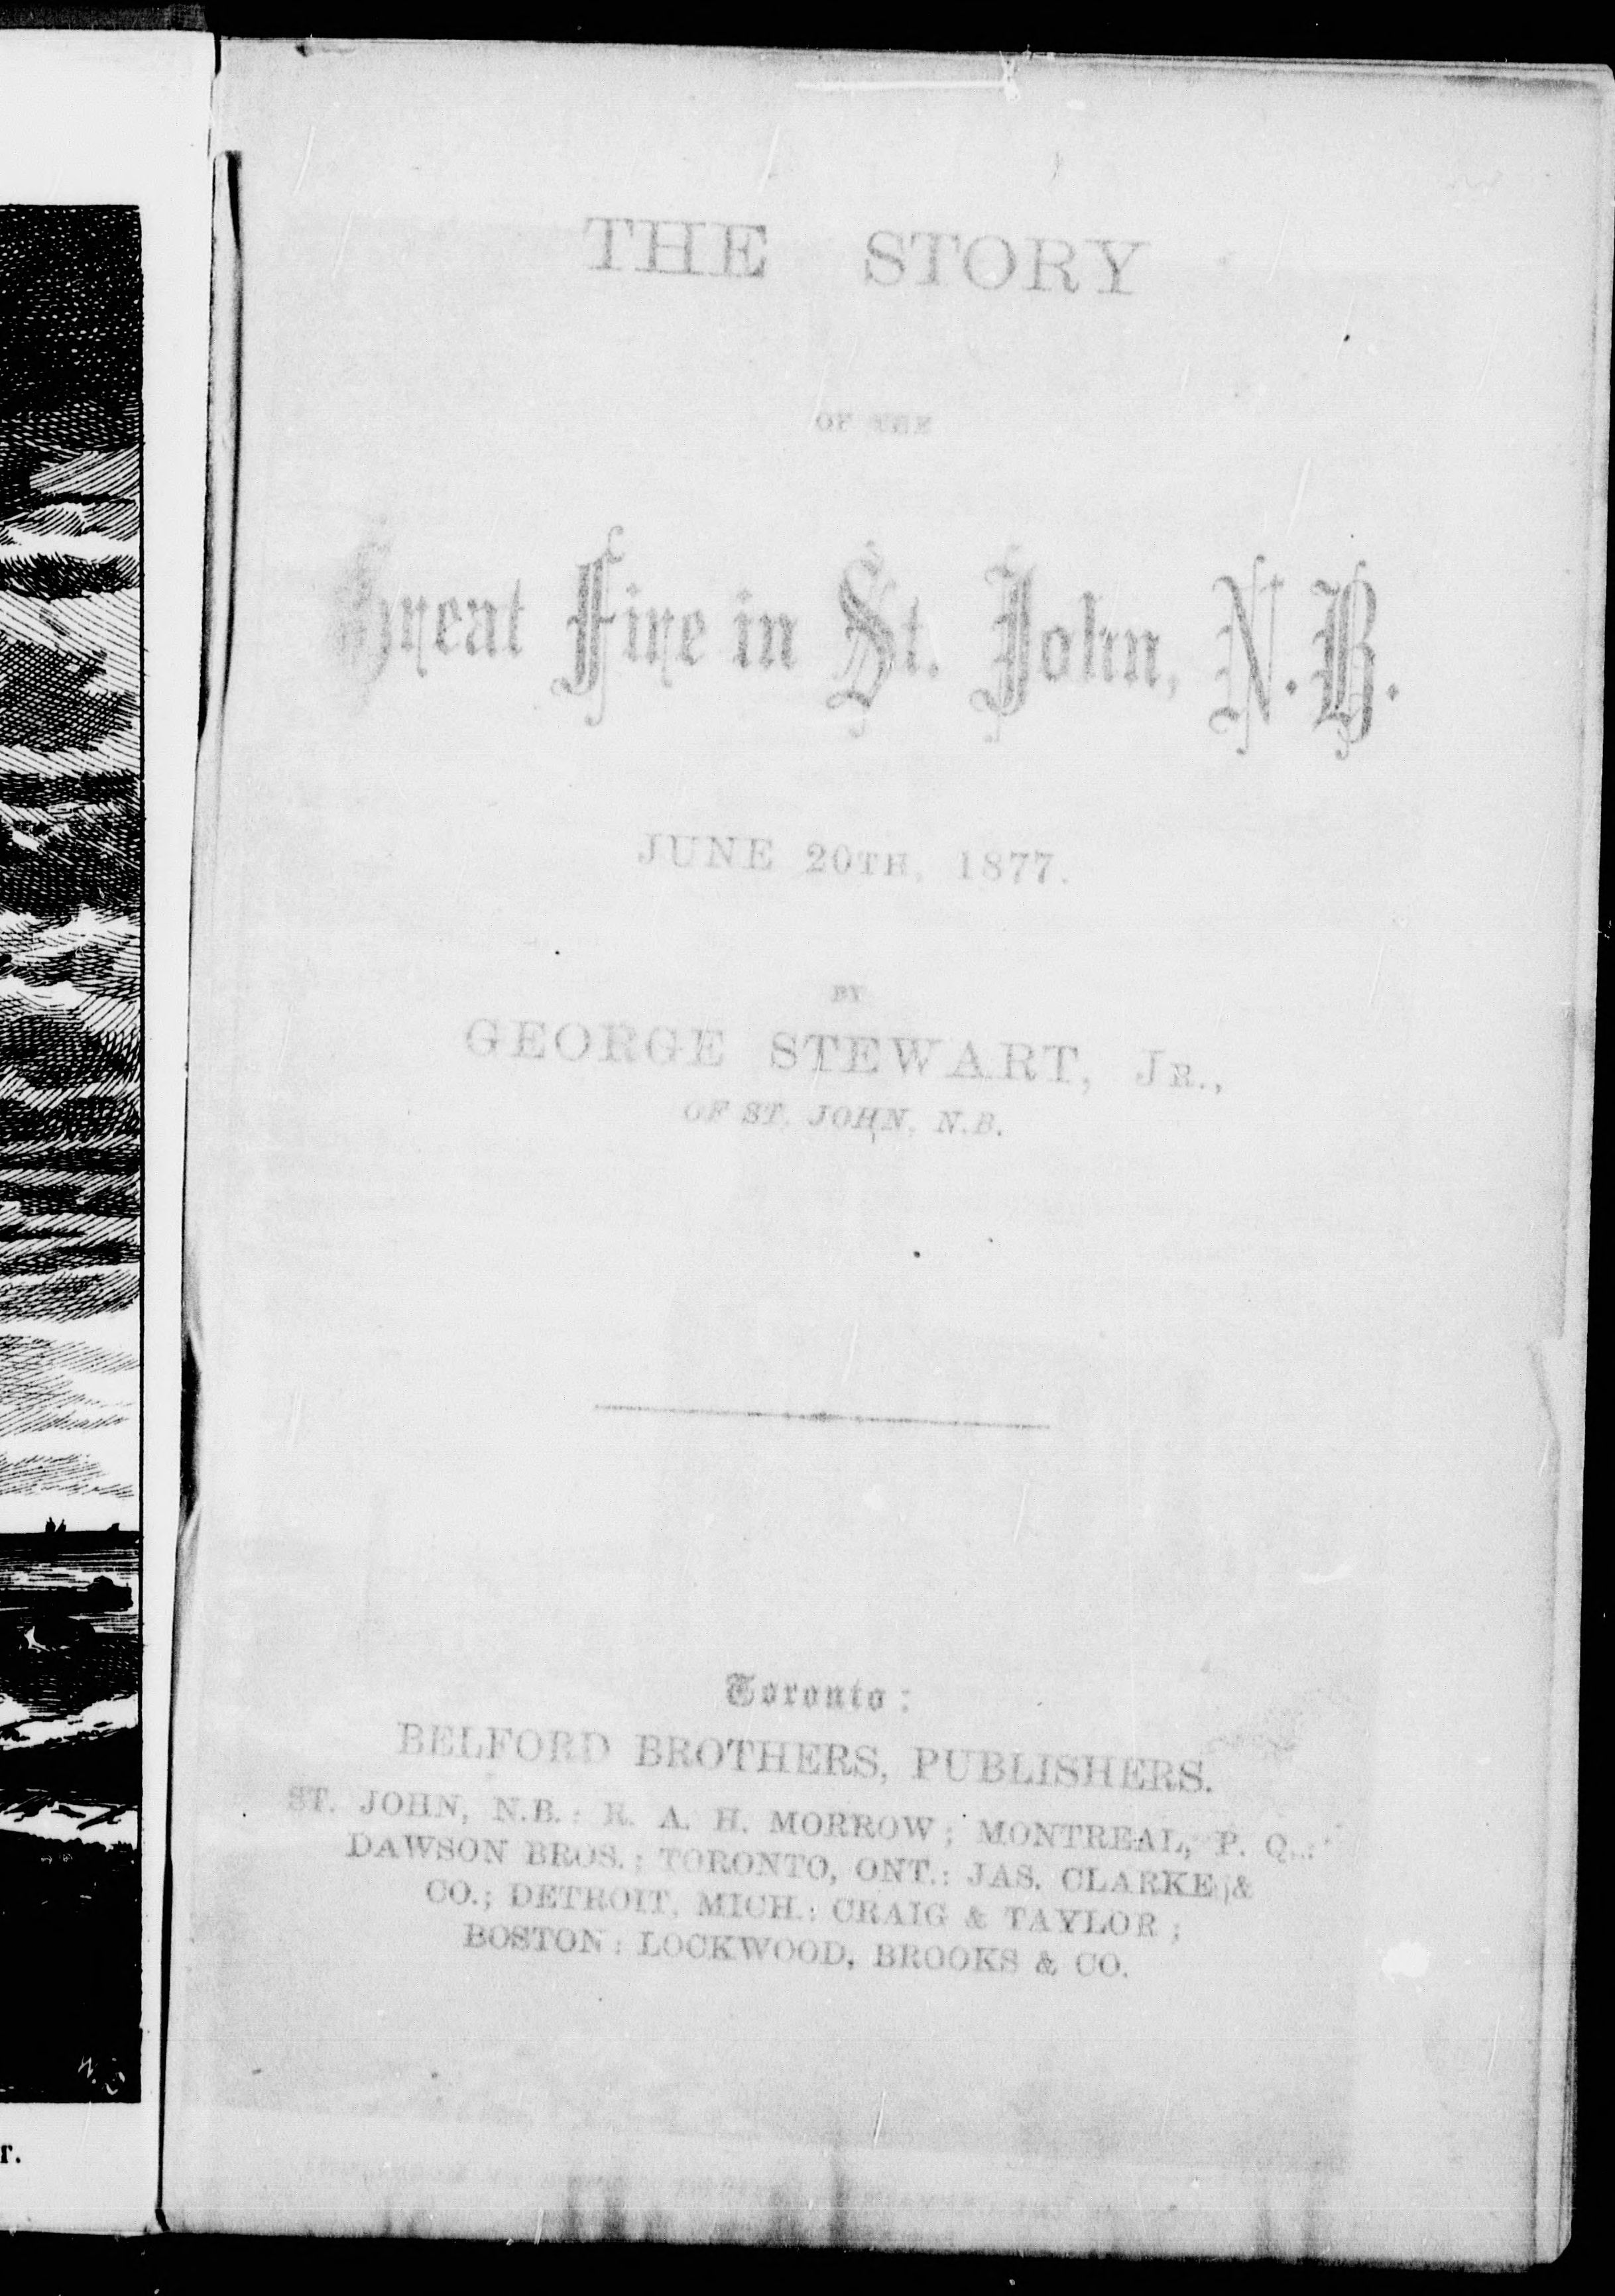 THE STORY
OF THE
Great Fire in St. John, N.B.
JUNE 20TH, 1877.
BY
GEORGE STEWART, JR.,
OF ST. JOHN, N.B.
Toronto:
BELFORD BROTHERS, PUBLISHERS.
ST. JOHN, N.B.: R. A. H. MORROW; MONTREAL, P. Q.:
DAWSON BROS.; TORONTO, ONT.: JAS. CLARKE &
CO.; DETROIT, MICH.: CRAIG & TAYLOR;
BOSTON: LOCKWOOD, BROOKS & CO.